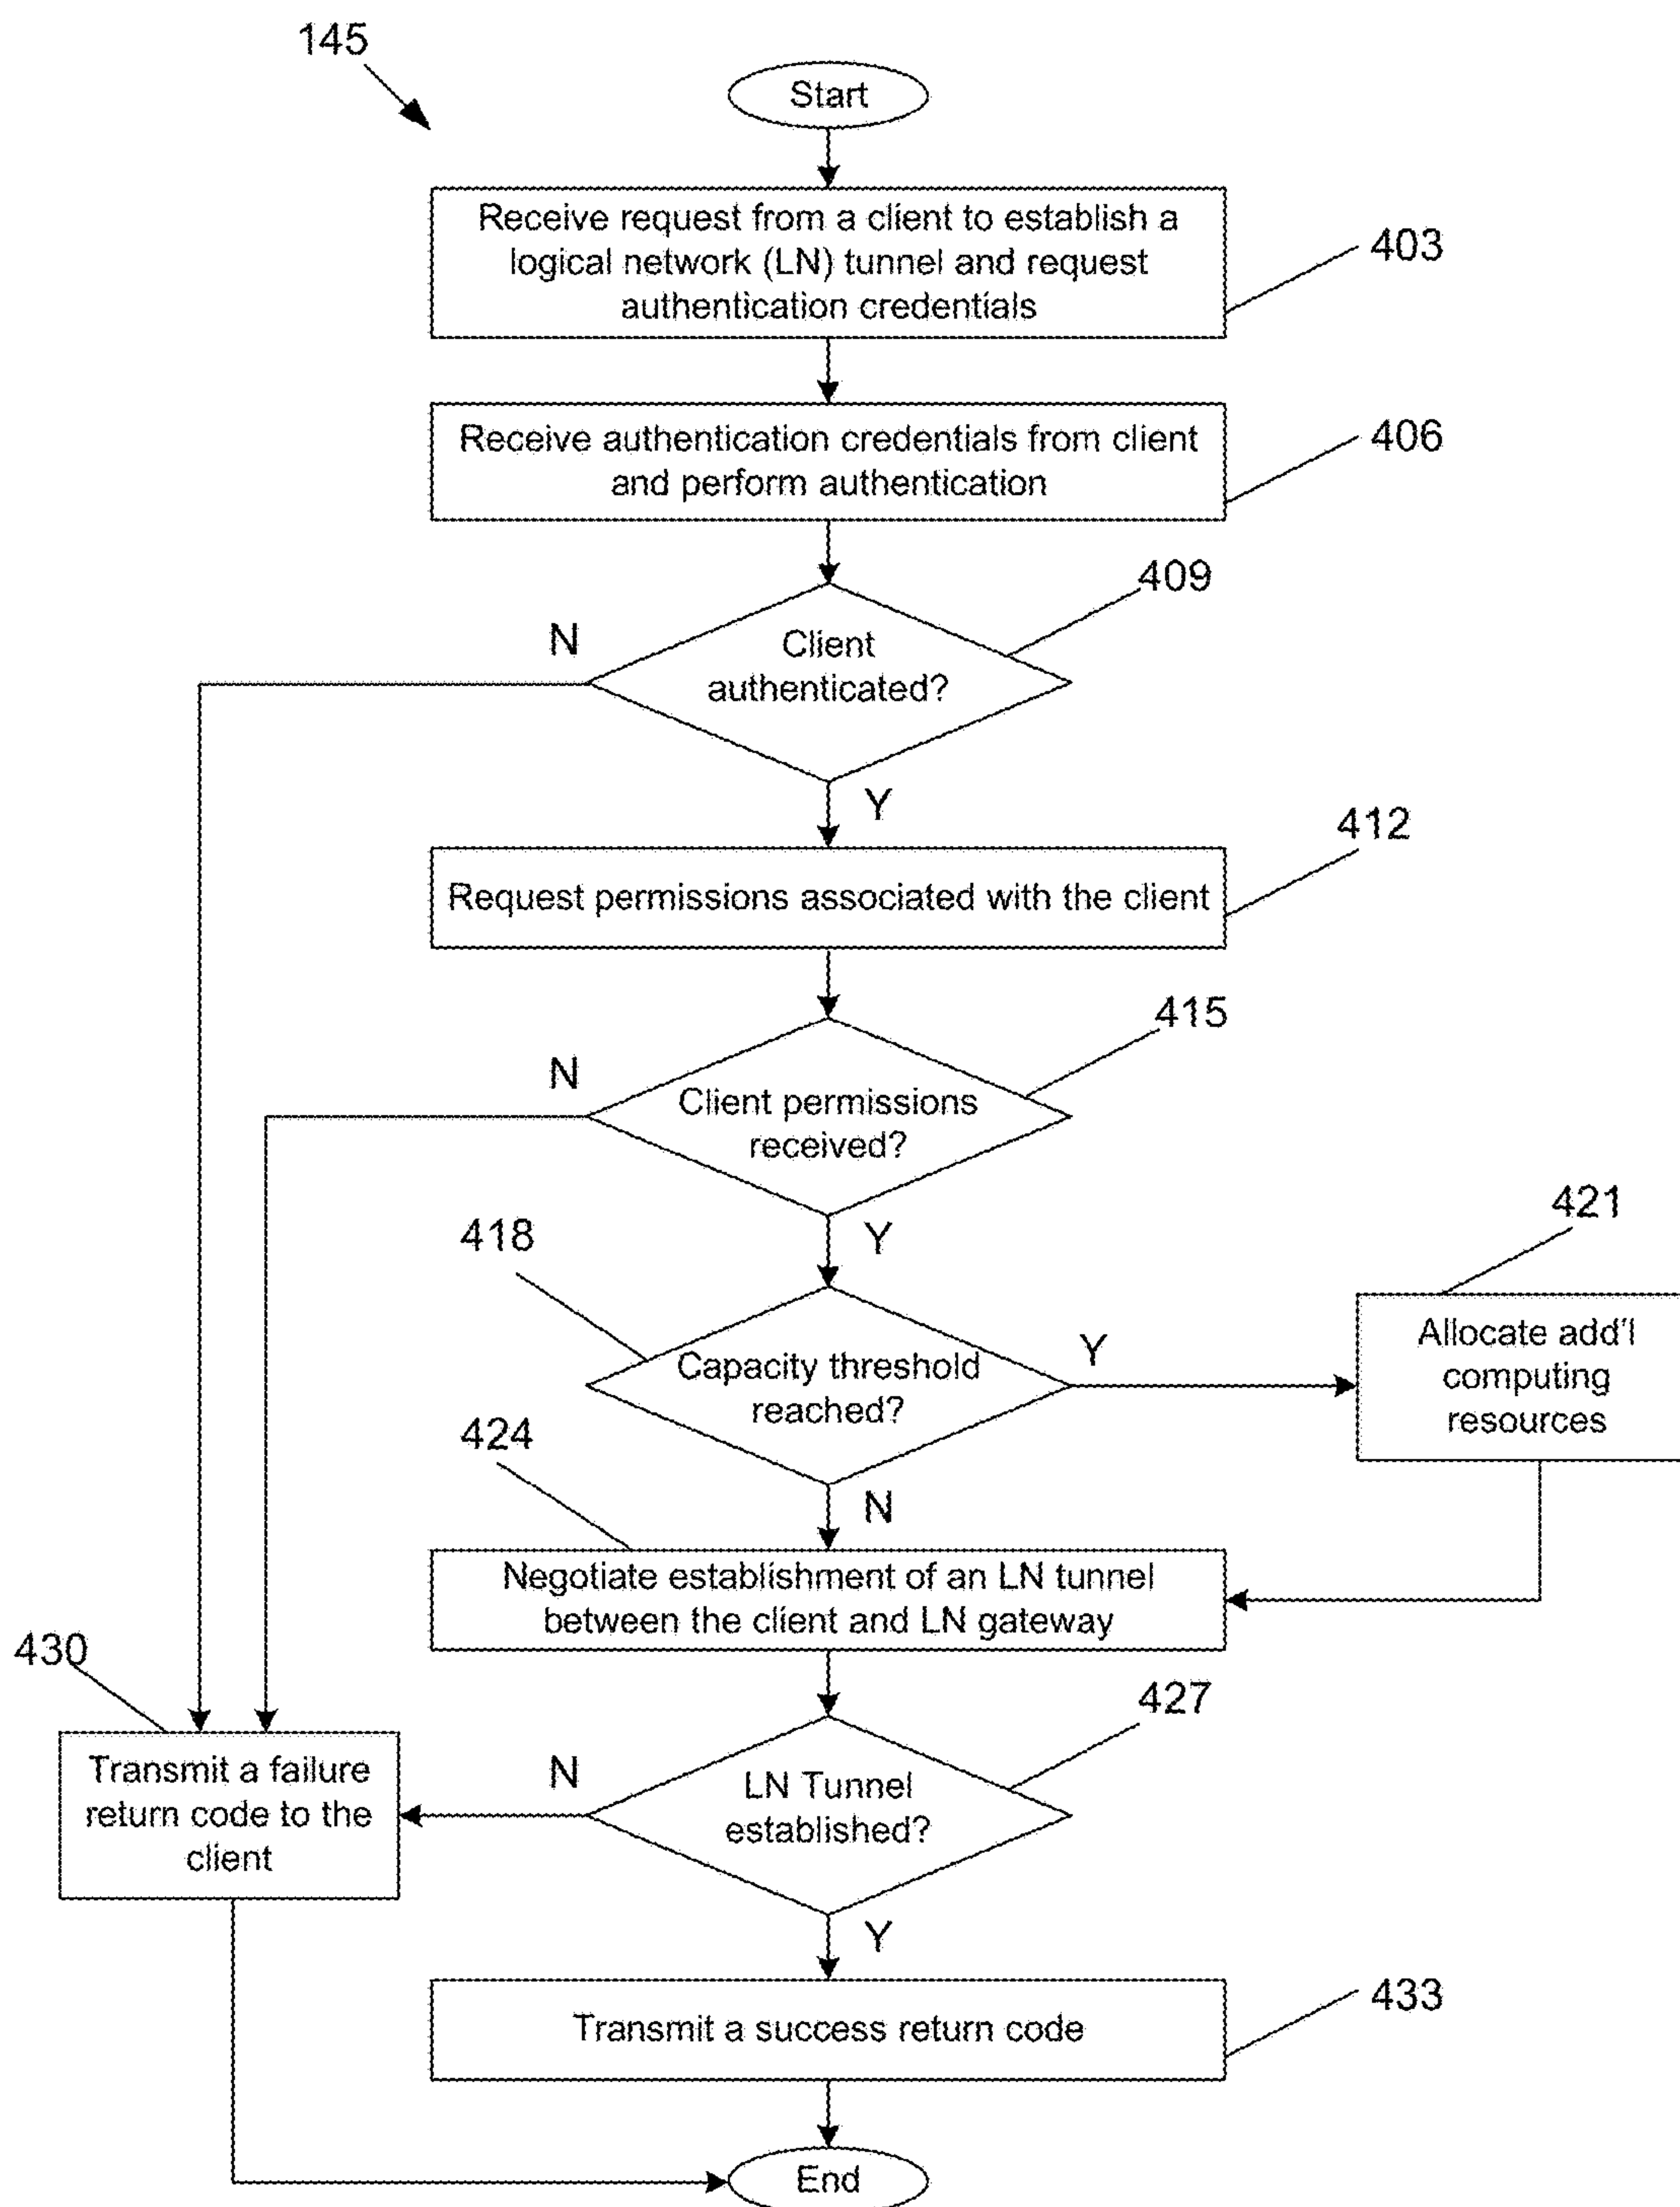 145
Start
Receive request from a client to establish a
logical network (LN) tunnel and request
authentication credentials
403
Receive authentication credentials from client
and perform authentication
406
409
N
Client
authenticated?
Y
412
Request permissions associated with the client
415
N
Client permissions
received?
Y
418
421
Capacity threshold
reached?
Y
Allocate add'l
computing
resources
424
N
Negotiate establishment of an LN tunnel
between the client and LN gateway
430
427
Transmit a failure
return code to the
client
N
LN Tunnel
established?
Y
433
Transmit a success return code
End